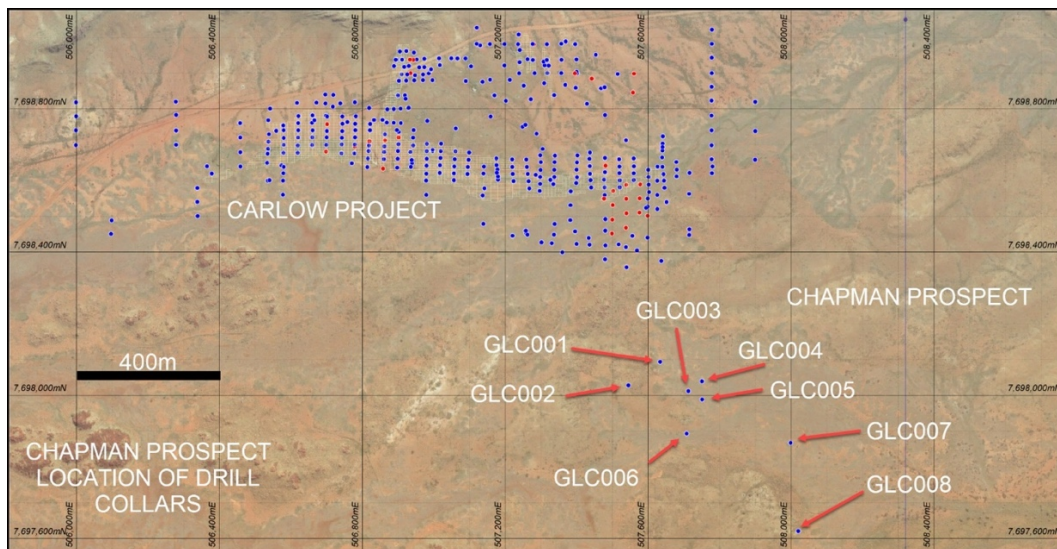 506,000mE
506,400mE
506,800mE
507,200mE
507,600mE
508,000mE
508,400mE
7,698,800mN
7,698,800mN
CARLOW PROJECT
7,698,400mN
7,698,400mN
CHAPMAN PROSPECT
GLC003
GLC001
GLC004
400m
GLC002
GLC005
7,698,000mN
7,698,000mN
CHAPMAN PROSPECT
LOCATION OF DRILL
COLLARS
GLC007
GLC006
GLC008
7,697,600mN
7,697,600mN
506,000mE
506,400mE
506,800mE
507,200mE
507,600mE
508,000mE
508,400mE